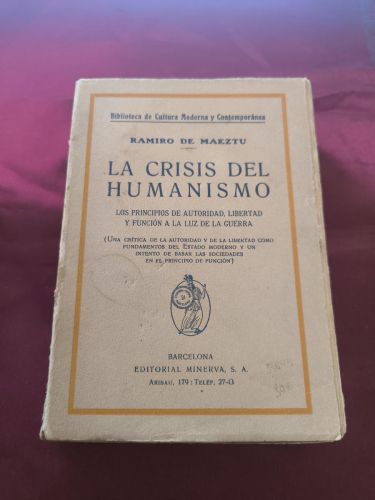 Biblioteca de Cultura Moderna y Contemporánea
RAMIRO DE MAEZTU
LA CRISIS DEL
HUMANISMO
LOS PRINCIPIOS DE AUTORIDAD, LIBERTAD
Y FUNCIÓN A LA LUZ DE LA GUERRA
(UNA CRÍTICA DE LA AUTORIDAD Y DE LA LIBERTAD COMO
FUNDAMENTOS DEL ESTADO MODERNO Y UN
INTENTO DE BASAR LAS SOCIEDADES
EN EL PRINCIPIO DE FUNCIÓN)
BARCELONA
EDITORIAL MINERVA, S. A.
ARIBAU, 179 : TELÉF. 27-G